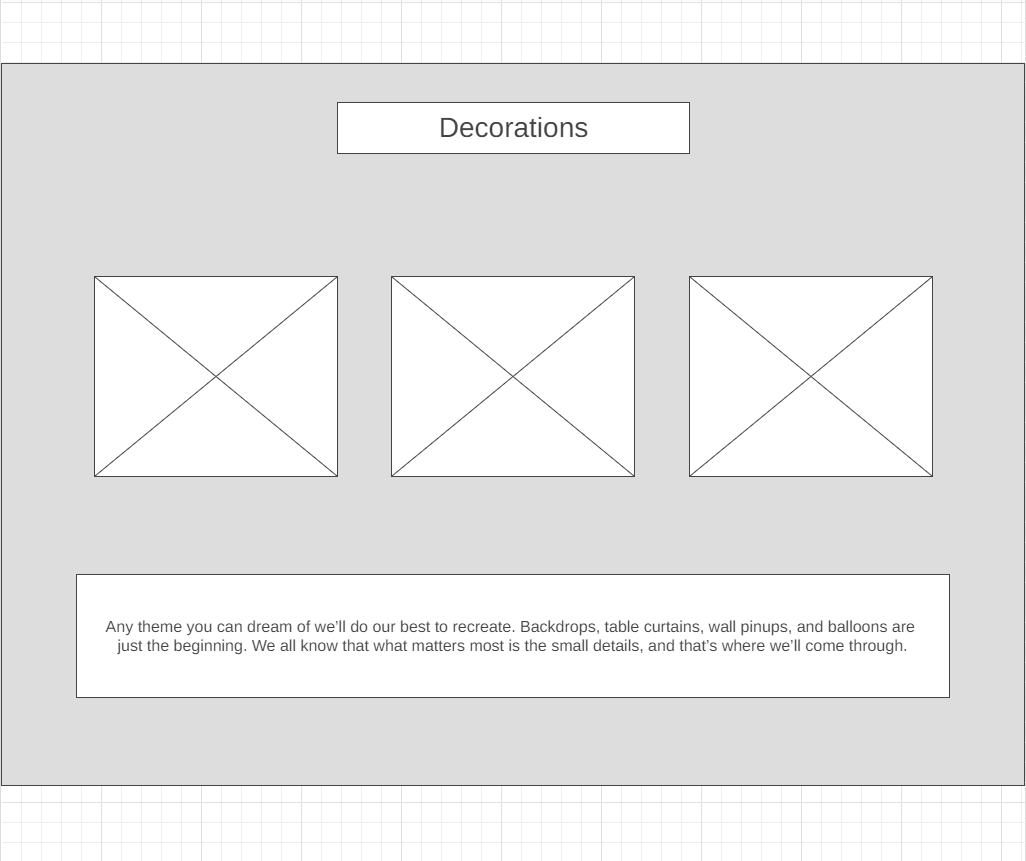 Decorations
Any theme you can dream of we’ll do our best to recreate. Backdrops, table curtains, wall pinups, and balloons are
just the beginning. We all know that what matters most is the small details, and that’s where we’ll come through.